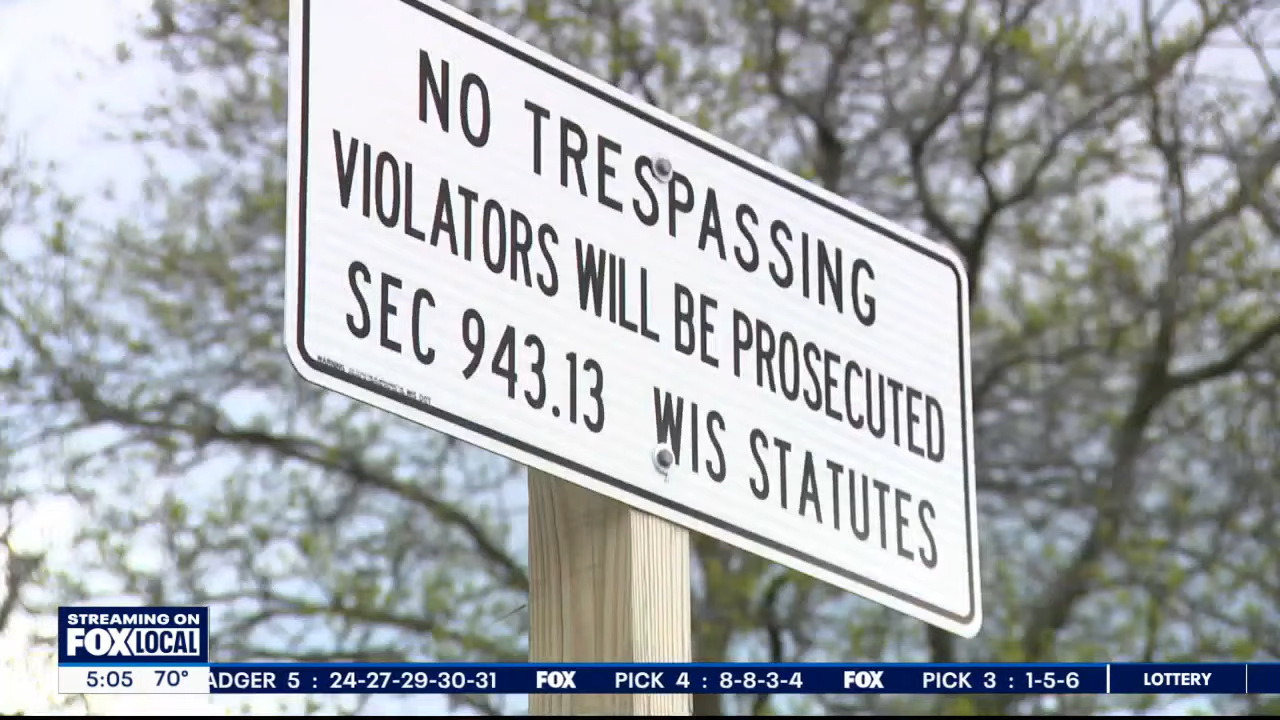 NO TRESPASSING
VIOLATORS WILL BE PROSECUTED
SEC 943.13 WIS STATUTES
STREAMING ON
FOX LOCAL
5:05 70° ADGER 5 : 24-27-29-30-31 FOX PICK 4 : 8-8-3-4 FOX PICK 3 : 1-5-6 LOTTERY